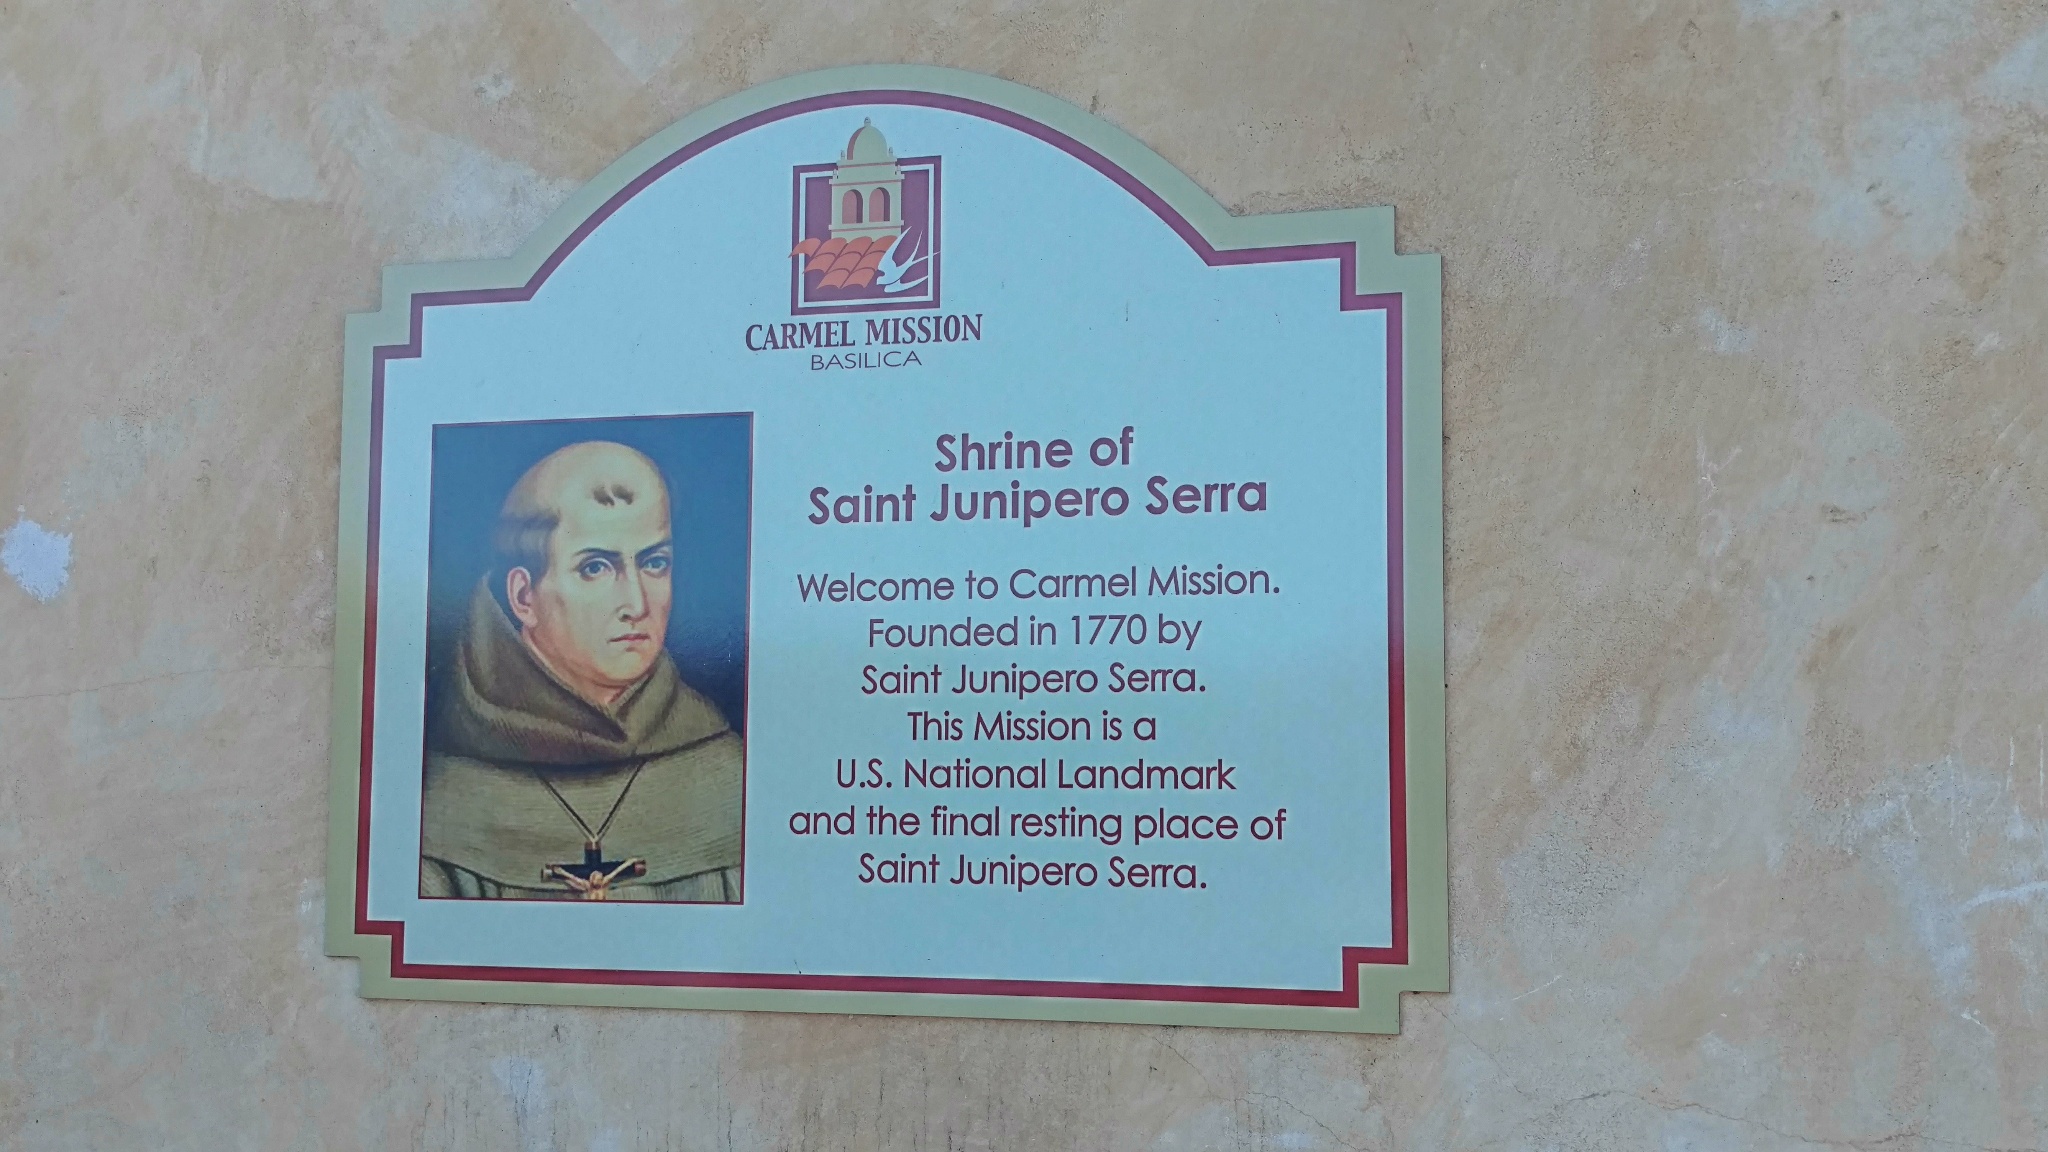 CARMEL MISSION
BASILICA
Shrine of
Saint Junipero Serra
Welcome to Carmel Mission.
Founded in 1770 by
Saint Junipero Serra.
This Mission is a
U.S. National Landmark
and the final resting place of
Saint Junipero Serra.